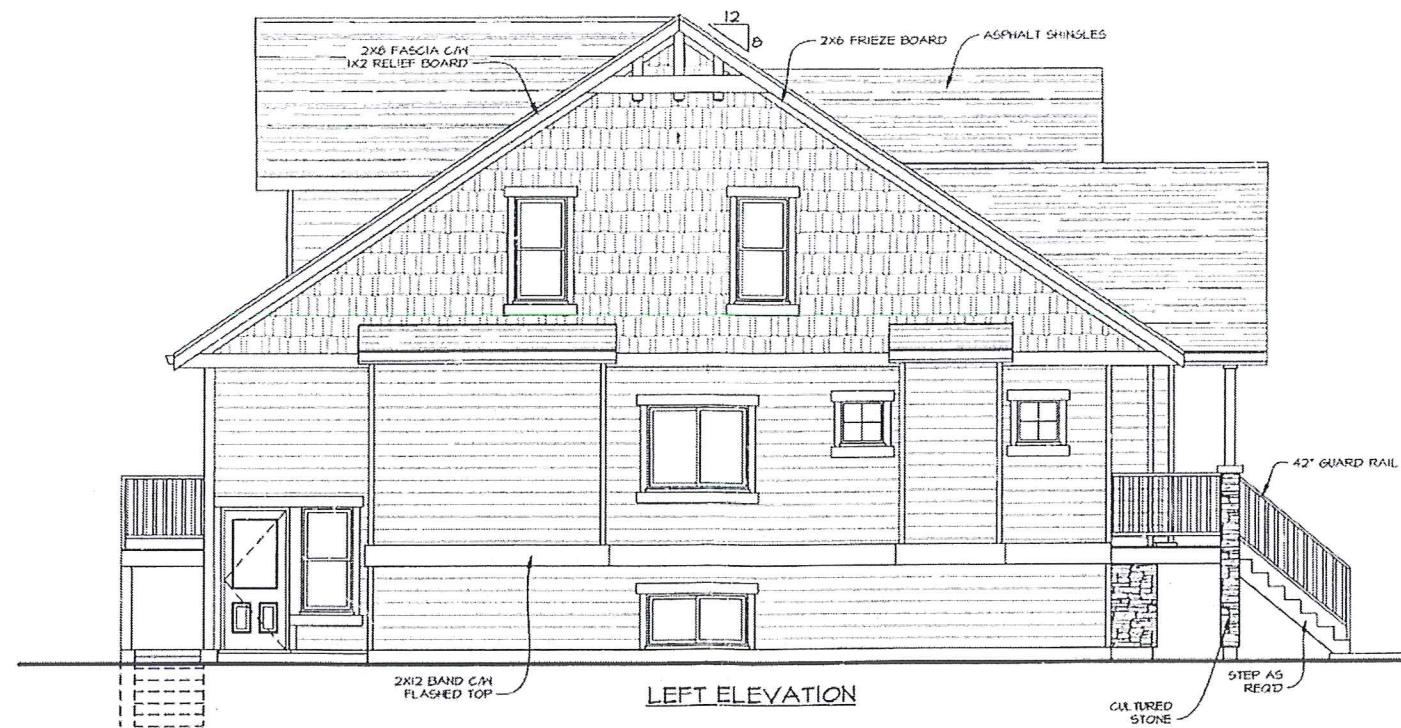 12
8
2X8 FASCIA C/W
1X2 RELIEF BOARD
2X6 FRIEZE BOARD
ASPHALT SHINGLES
42" GUARD RAIL
2X12 BAND C/W
FLASHED TOP
LEFT ELEVATION
CULTURED
STONE
STEP AS
REQ'D